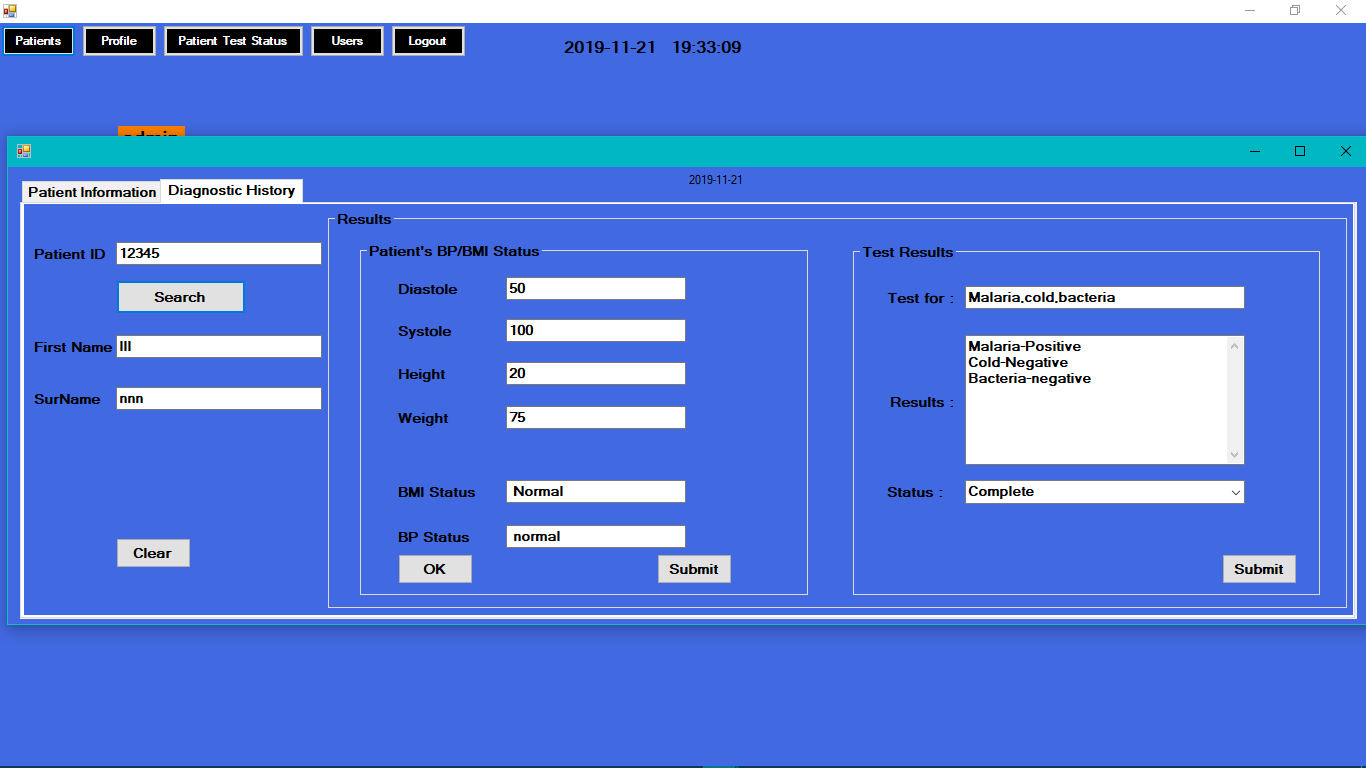 Patients Profile Patient Test Status Users Logout 2019-11-21 19:33:09
admin
2019-11-21
Patient Information Diagnostic History
Patient ID 12345
Search
First Name lll
SurName nnn
Clear
Results
Patient's BP/BMI Status
Diastole 50
Systole 100
Height 20
Weight 75
BMI Status Normal
BP Status normal
OK Submit
Test Results
Test for : Malaria,cold,bacteria
Results :
Malaria-Positive
Cold-Negative
Bacteria-negative
Status : Complete
Submit